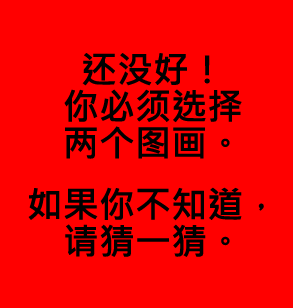 还没好！
你必须选择
两个图画。
如果你不知道，
请猜一猜。